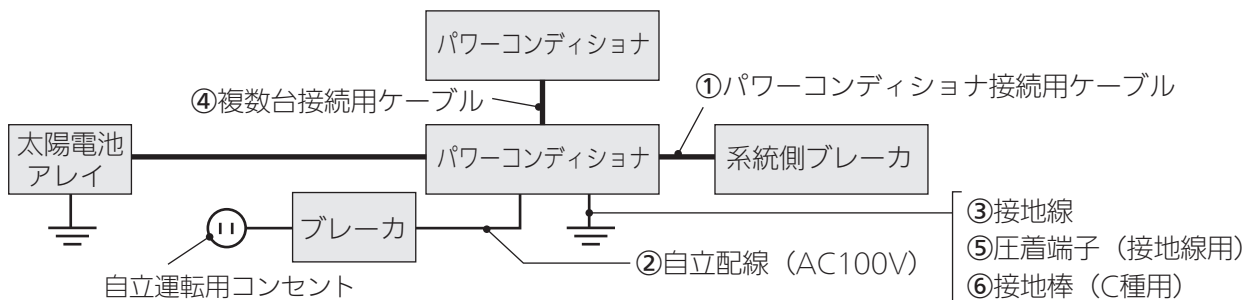 パワーコンディショナ
④複数台接続用ケーブル
①パワーコンディショナ接続用ケーブル
太陽電池
アレイ
パワーコンディショナ
系統側ブレーカ
ブレーカ
自立運転用コンセント
②自立配線（AC100V）
③接地線
⑤圧着端子（接地線用）
⑥接地棒（C種用）